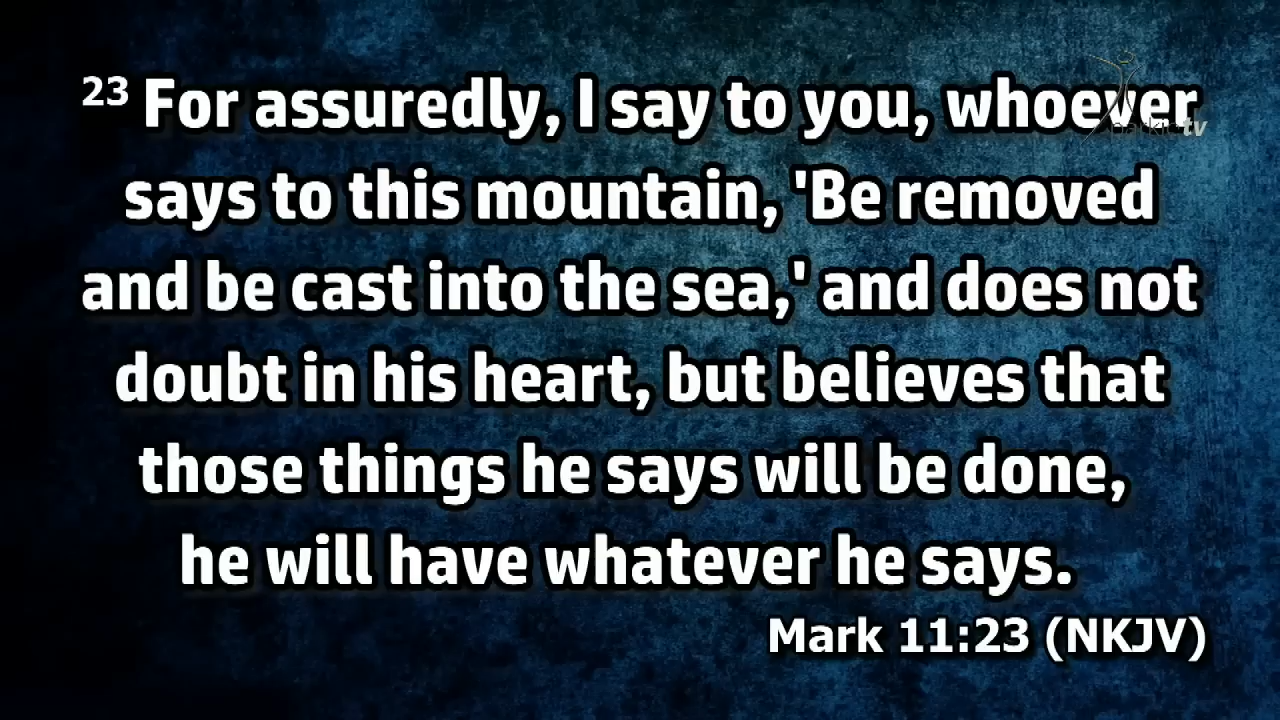 23 For assuredly, I say to you, whoever
says to this mountain, 'Be removed
and be cast into the sea,' and does not
doubt in his heart, but believes that
those things he says will be done,
he will have whatever he says.
Mark 11:23 (NKJV)
tv